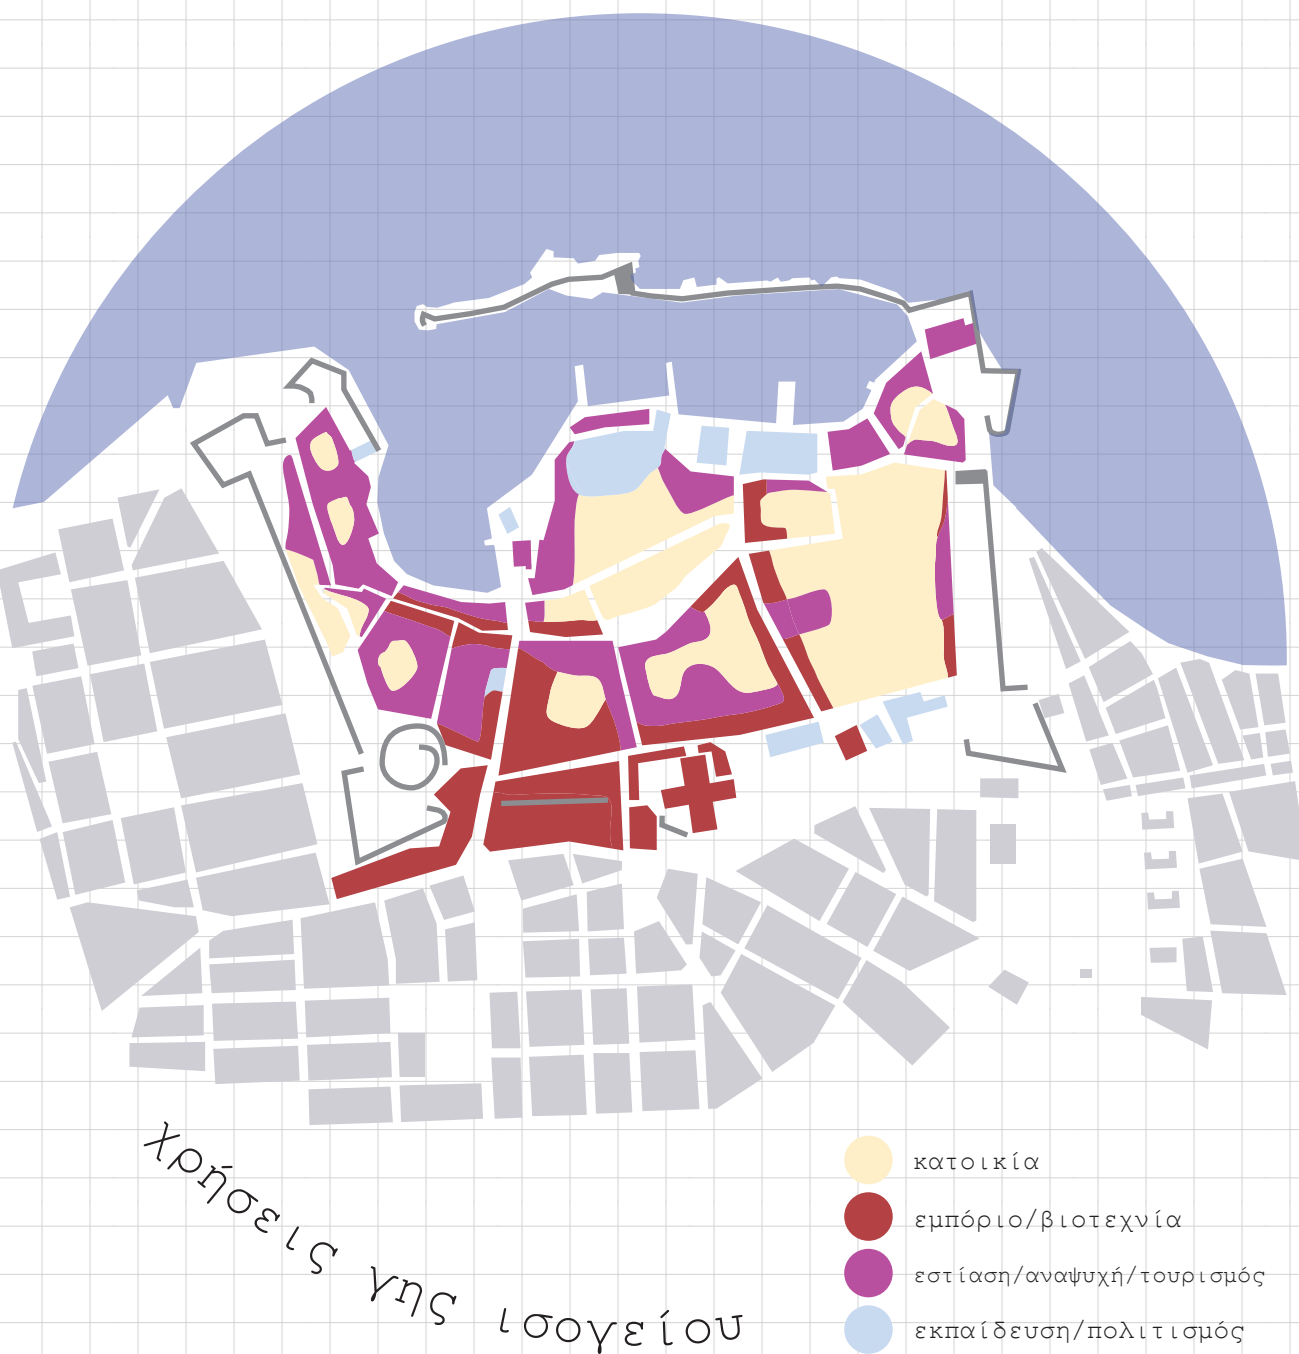 χρήσεις γης ισογείου
κατοικία
εμπόριο/βιοτεχνία
εστίαση/αναψυχή/τουρισμός
εκπαίδευση/πολιτισμός